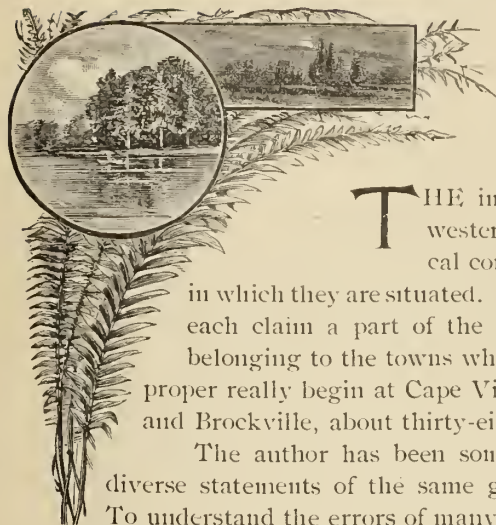 THE in
wester
cal con
in which they are situated.
each claim a part of the
belonging to the towns wh
proper really begin at Cape Vi
and Brockville, about thirty-ei
The author has been son
diverse statements of the same g
To understand the errors of many